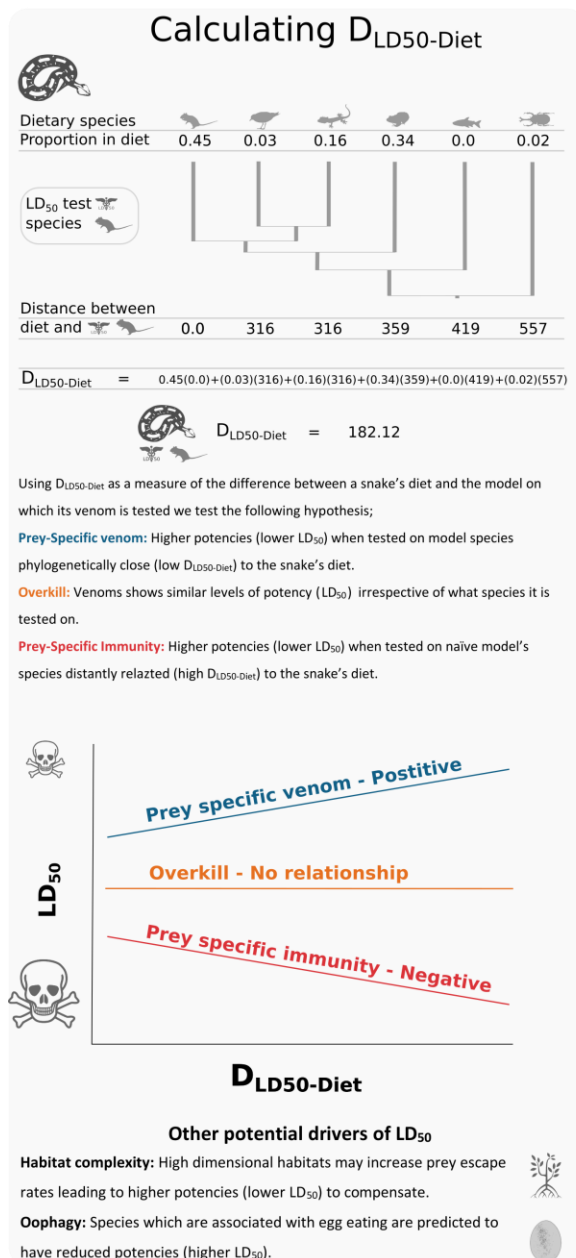 Calculating DLD50-Diet
Dietary species
Proportion in diet 0.45 0.03 0.16 0.34 0.0 0.02
LD50 test
species
Distance between
diet and 0.0 316 316 359 419 557
DLD50-Diet = 0.45(0.0)+(0.03)(316)+(0.16)(316)+(0.34)(359)+(0.0)(419)+(0.02)(557)
DLD50-Diet = 182.12
Using DLD50-Diet as a measure of the difference between a snake's diet and the model on
which its venom is tested we test the following hypothesis;
Prey-Specific venom: Higher potencies (lower LD50) when tested on model species
phylogenetically close (low DLD50-Diet) to the snake's diet.
Overkill: Venoms shows similar levels of potency (LD50) irrespective of what species it is
tested on.
Prey-Specific Immunity: Higher potencies (lower LD50) when tested on naïve model's
species distantly relazted (high DLD50-Diet) to the snake's diet.
Prey specific venom - Postitive
Overkill - No relationship
LD50
Prey specific immunity - Negative
DLD50-Diet
Other potential drivers of LD50
Habitat complexity: High dimensional habitats may increase prey escape
rates leading to higher potencies (lower LD50) to compensate.
Oophagy: Species which are associated with egg eating are predicted to
have reduced potencies (higher LD50).